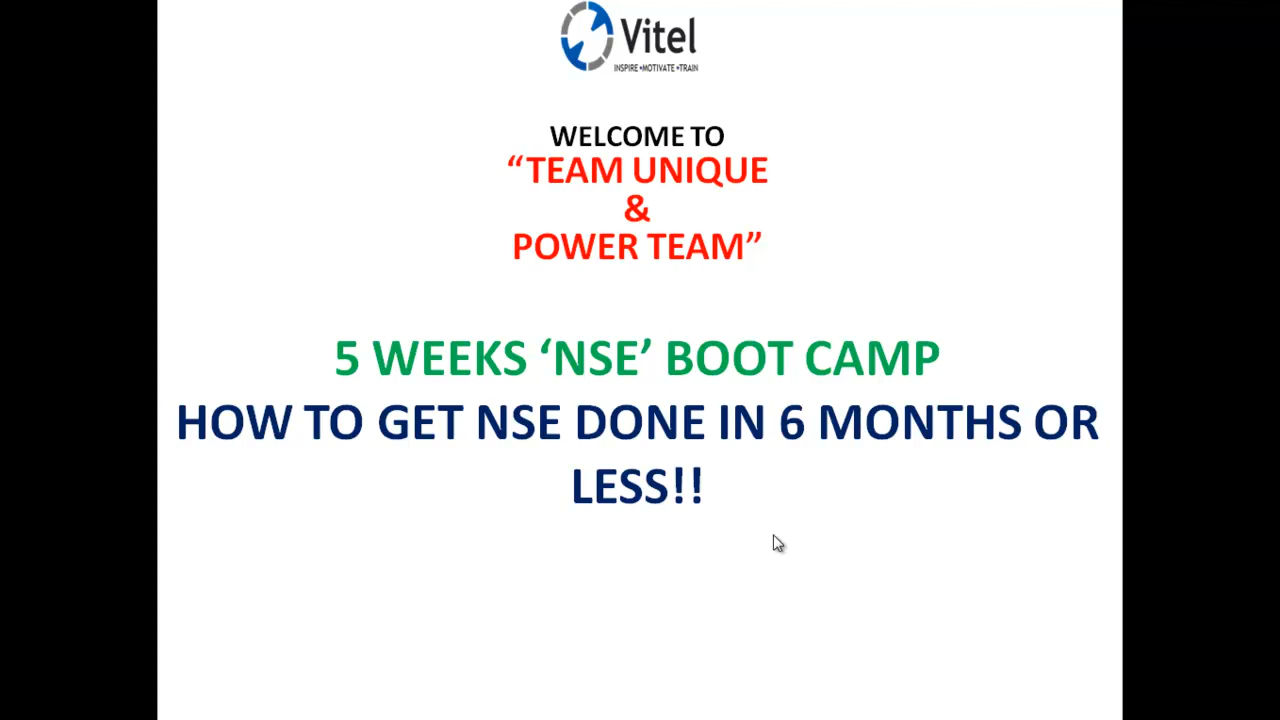 Vitel
INSPIRE •MOTIVATE •TRAIN
WELCOME TO
“TEAM UNIQUE
&
POWER TEAM”
5 WEEKS ‘NSE’ BOOT CAMP
HOW TO GET NSE DONE IN 6 MONTHS OR
LESS!!